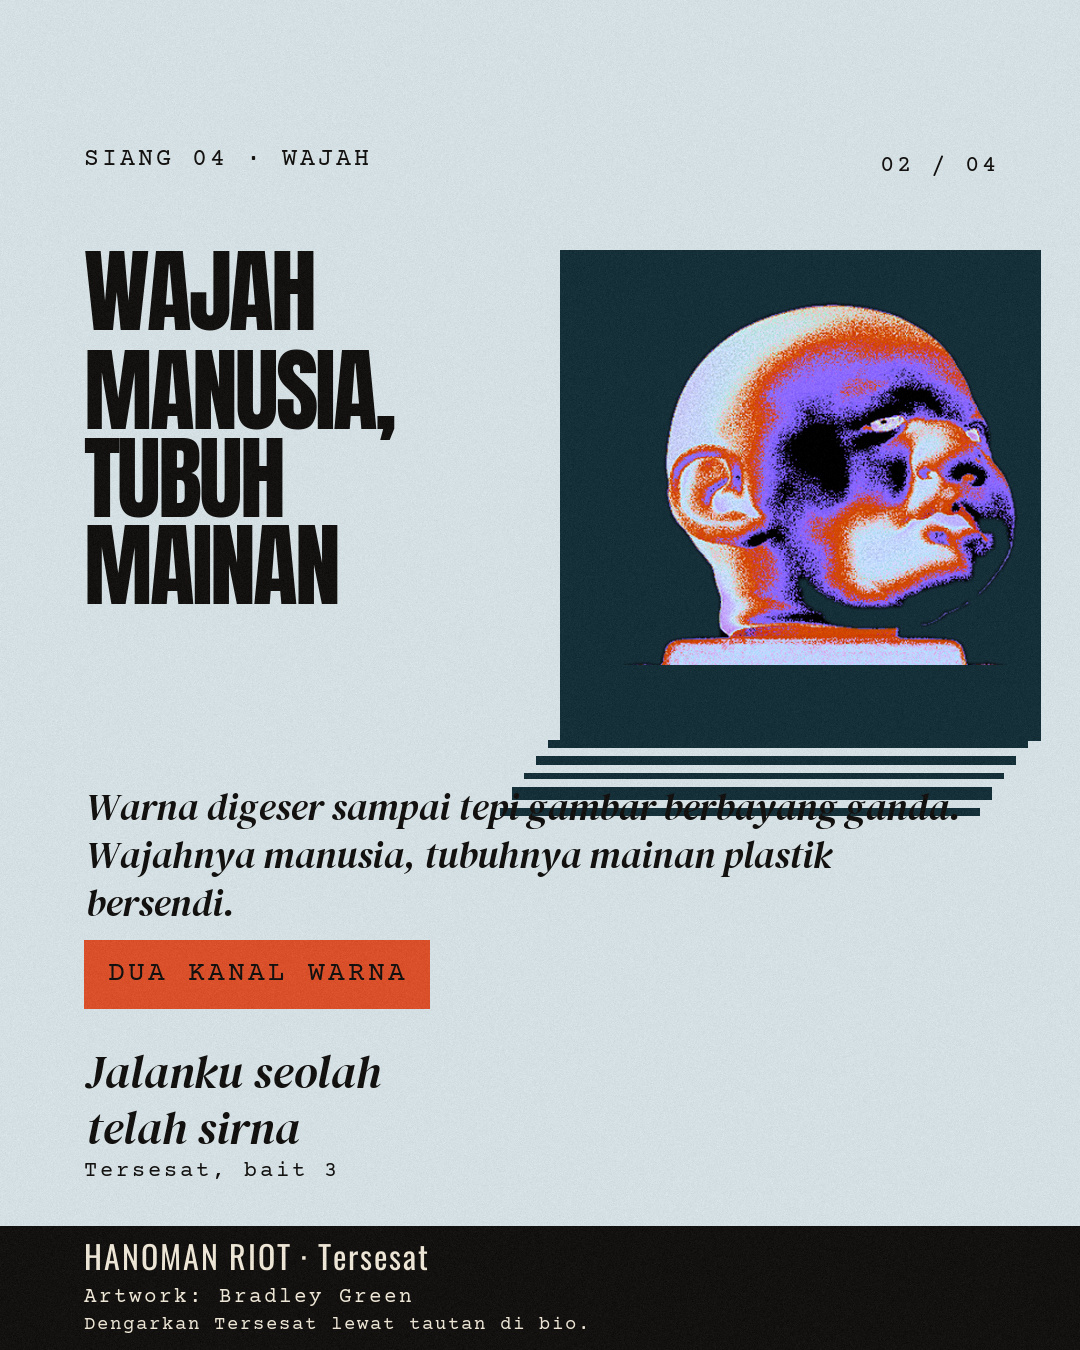 SIANG 04 · WAJAH
02 / 04
WAJAH
MANUSIA,
TUBUH
MAINAN
Warna digeser sampai tepi gambar berbayang ganda.
Wajahnya manusia, tubuhnya mainan plastik
bersendi.
DUA KANAL WARNA
Jalanku seolah
telah sirna
Tersesat, bait 3
HANOMAN RIOT · Tersesat
Artwork: Bradley Green
Dengarkan Tersesat lewat tautan di bio.